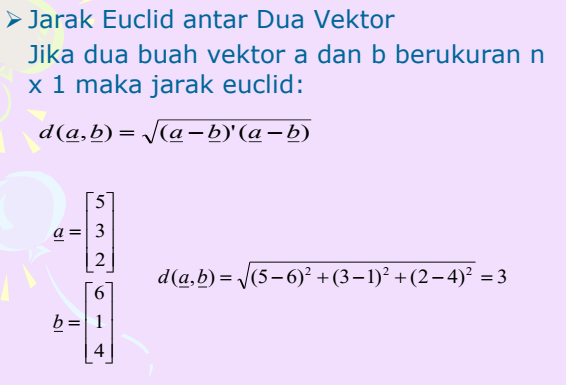 ➢ Jarak Euclid antar Dua Vektor
Jika dua buah vektor a dan b berukuran n
x 1 maka jarak euclid:
d(a̲,b̲) = √((a̲ − b̲)'(a̲ − b̲))
a̲ = [5 3 2]
d(a̲,b̲) = √((5−6)² + (3−1)² + (2−4)²) = 3
b̲ = [6 1 4]